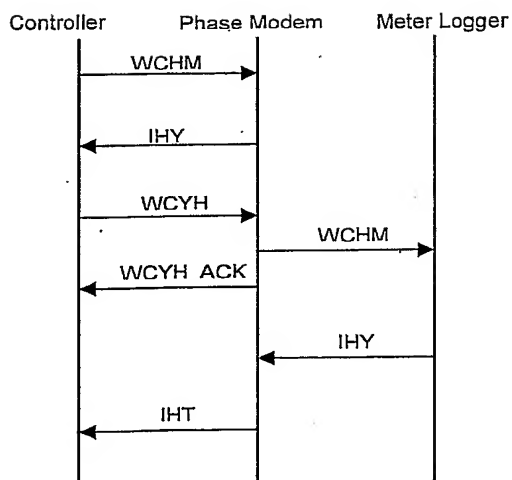 Controller Phase Modem Meter Logger
WCHM
IHY
WCYH
WCHM
WCYH ACK
IHY
IHT